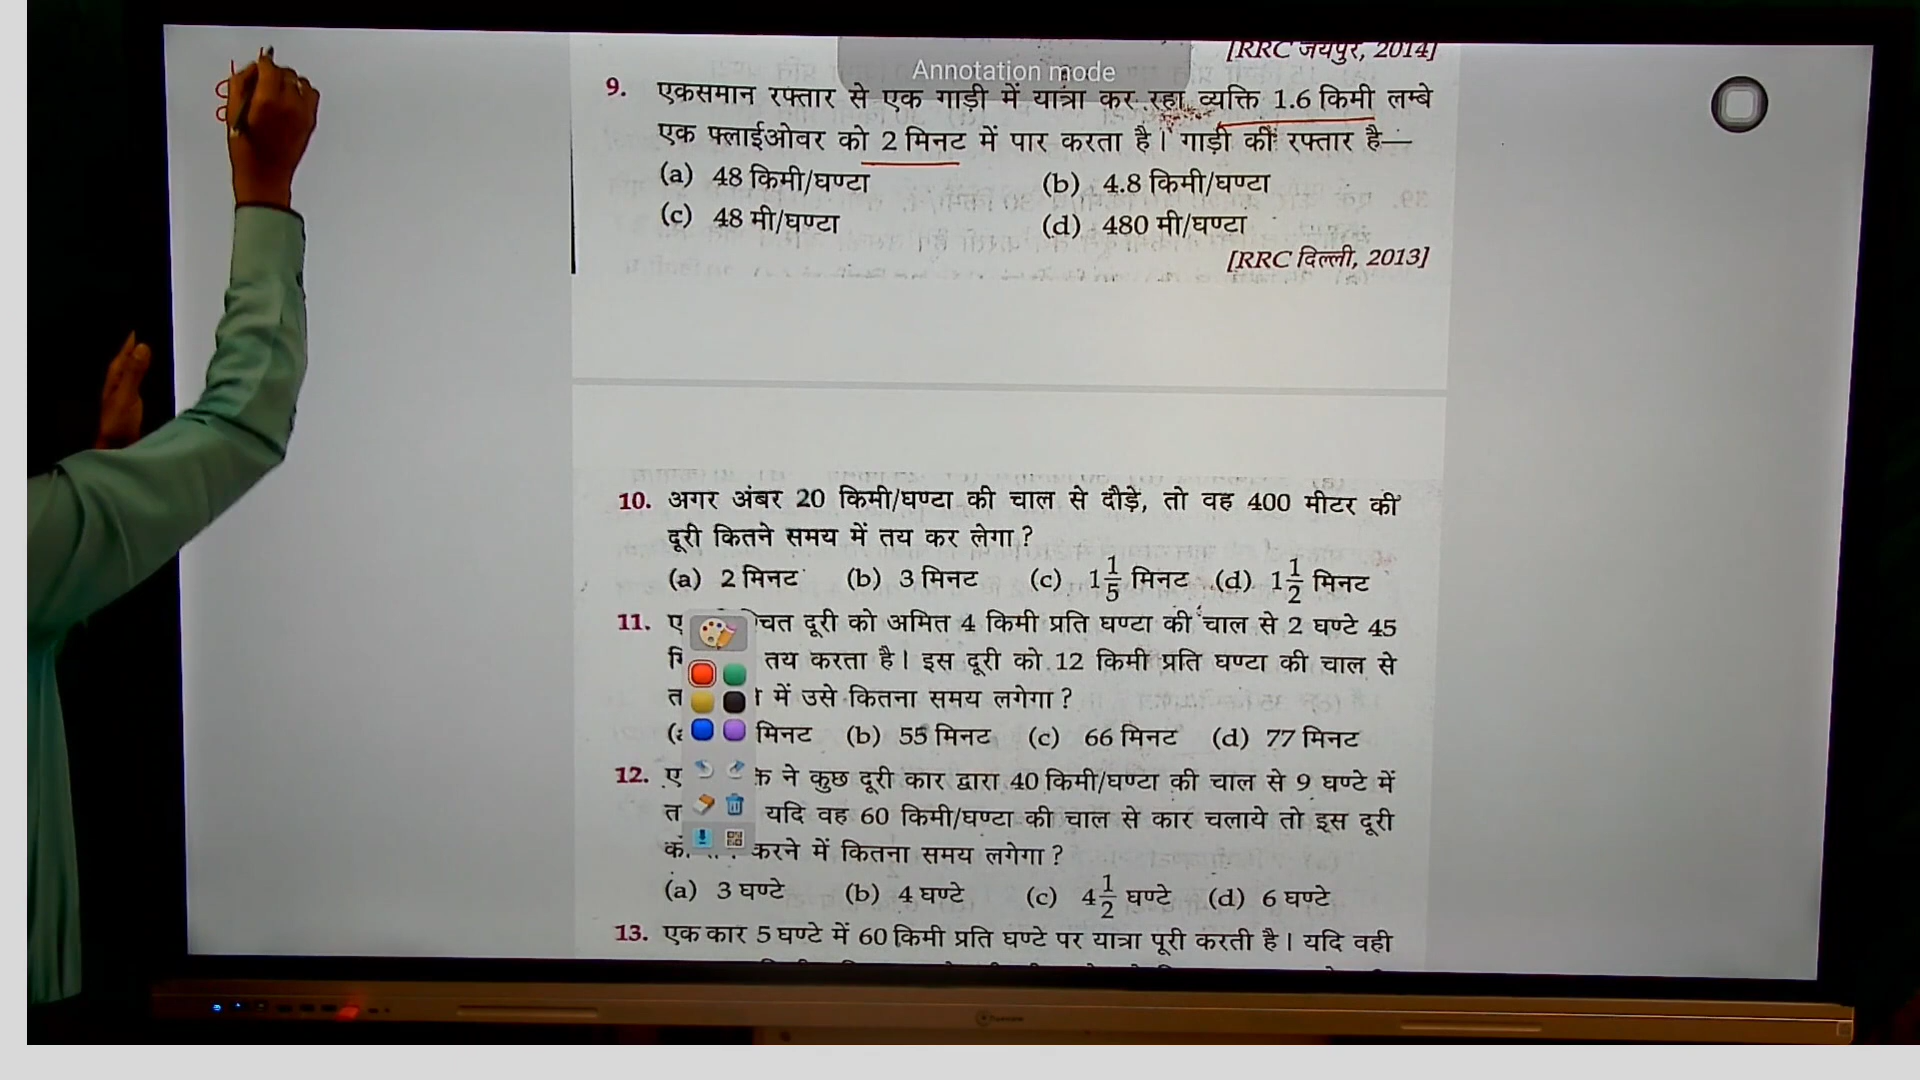 [RRC जयपुर, 2014]
Annotation mode
9. एकसमान रफ्तार से एक गाड़ी में यात्रा कर रहा व्यक्ति 1.6 किमी लम्बे
एक फ्लाईओवर को 2 मिनट में पार करता है। गाड़ी की रफ्तार है—
(a) 48 किमी/घण्टा (b) 4.8 किमी/घण्टा
(c) 48 मी/घण्टा (d) 480 मी/घण्टा
[RRC दिल्ली, 2013]
10. अगर अंबर 20 किमी/घण्टा की चाल से दौड़े, तो वह 400 मीटर की
दूरी कितने समय में तय कर लेगा?
(a) 2 मिनट (b) 3 मिनट (c) 1 1/5 मिनट (d) 1 1/2 मिनट
11. दूरी को अमित 4 किमी प्रति घण्टा की चाल से 2 घण्टे 45
तय करता है। इस दूरी को 12 किमी प्रति घण्टा की चाल से
में उसे कितना समय लगेगा?
मिनट (b) 55 मिनट (c) 66 मिनट (d) 77 मिनट
12. ने कुछ दूरी कार द्वारा 40 किमी/घण्टा की चाल से 9 घण्टे में
यदि वह 60 किमी/घण्टा की चाल से कार चलाये तो इस दूरी
करने में कितना समय लगेगा?
(a) 3 घण्टे (b) 4 घण्टे (c) 4 1/2 घण्टे (d) 6 घण्टे
13. एक कार 5 घण्टे में 60 किमी प्रति घण्टे पर यात्रा पूरी करती है। यदि वही